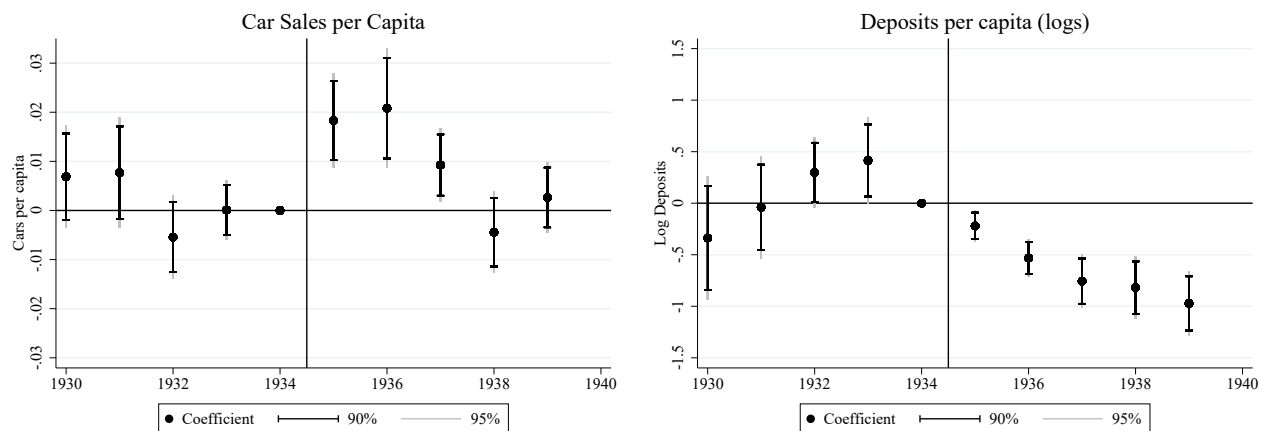 Car Sales per Capita
Cars per capita
.03
.02
.01
0
-.01
-.02
-.03
1930 1932 1934 1936 1938 1940
Coefficient 90% 95%
Deposits per capita (logs)
Log Deposits
1.5
1
.5
0
-.5
-1
-1.5
1930 1932 1934 1936 1938 1940
Coefficient 90% 95%